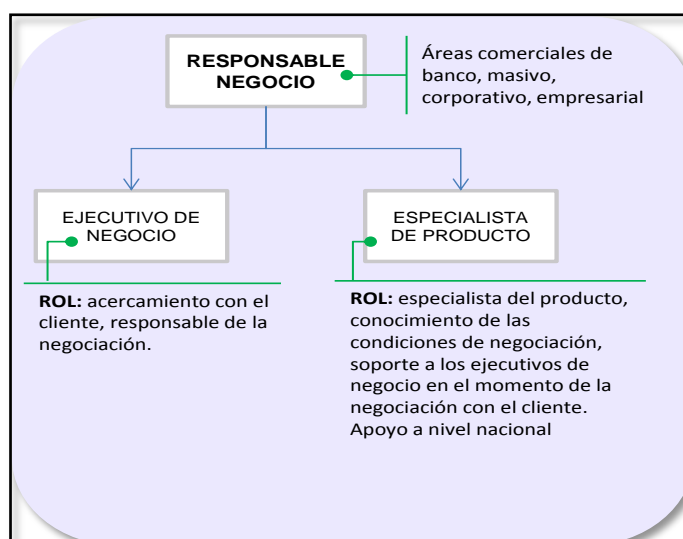 RESPONSABLE
NEGOCIO
Áreas comerciales de
banco, masivo,
corporativo, empresarial
EJECUTIVO DE
NEGOCIO
ESPECIALISTA
DE PRODUCTO
ROL: acercamiento con el
cliente, responsable de la
negociación.
ROL: especialista del producto,
conocimiento de las
condiciones de negociación,
soporte a los ejecutivos de
negocio en el momento de la
negociación con el cliente.
Apoyo a nivel nacional